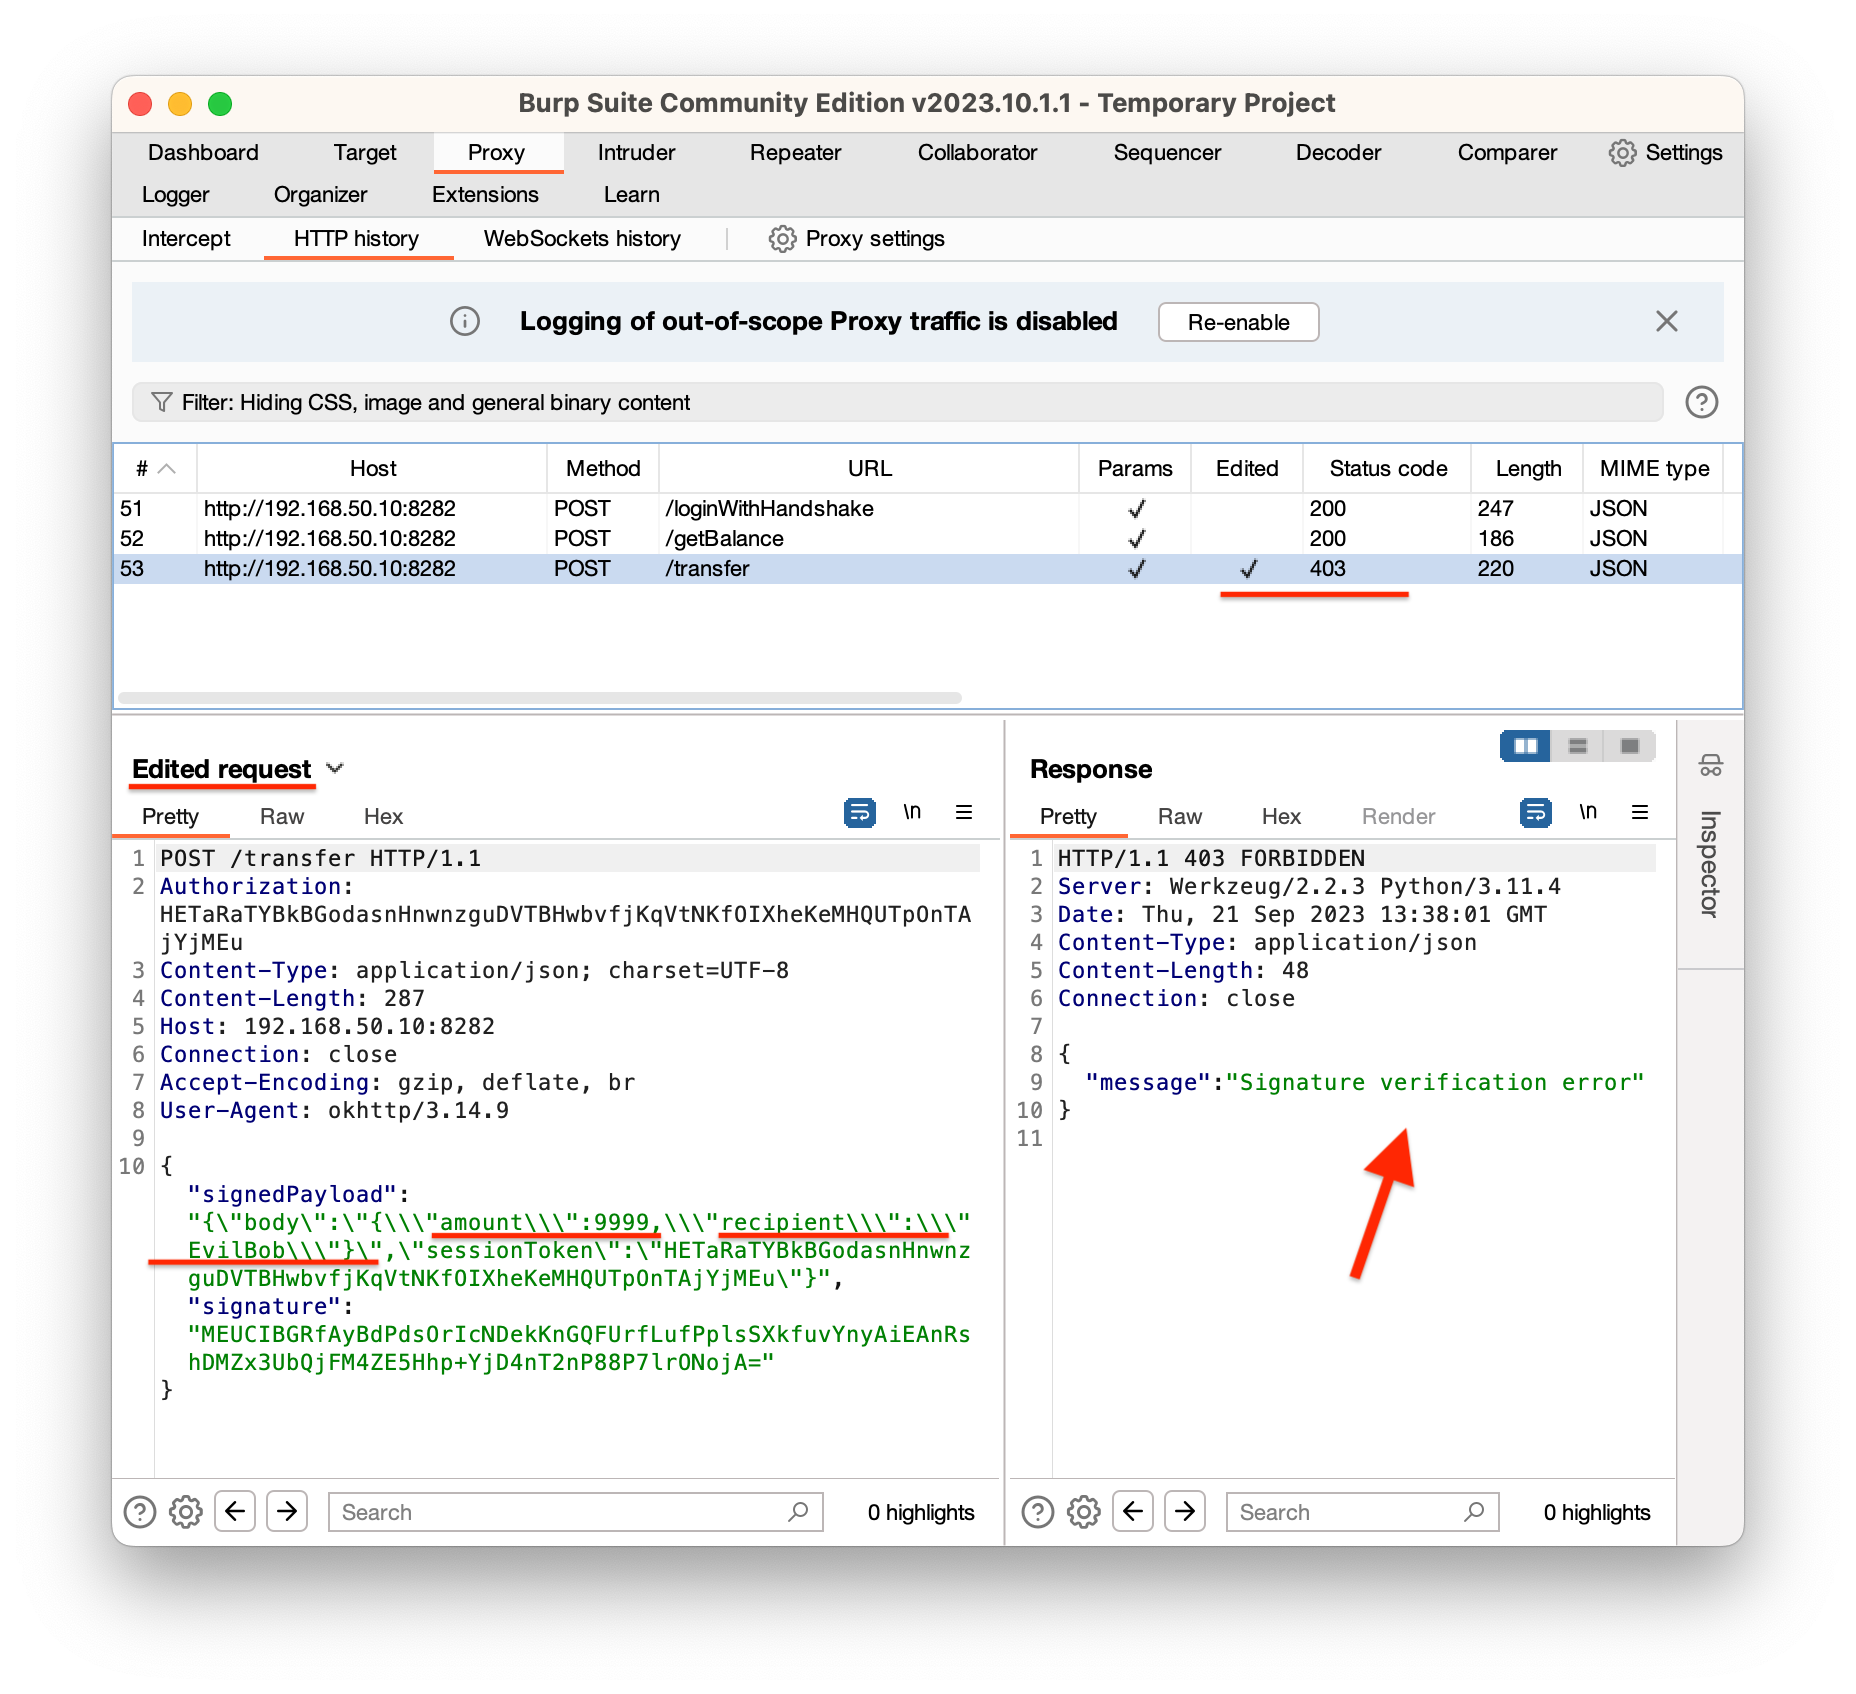 Burp Suite Community Edition v2023.10.1.1 - Temporary Project
Dashboard Target Proxy Intruder Repeater Collaborator Sequencer Decoder Comparer Settings
Logger Organizer Extensions Learn
Intercept HTTP history WebSockets history Proxy settings
Logging of out-of-scope Proxy traffic is disabled Re-enable
Filter: Hiding CSS, image and general binary content
# Host Method URL Params Edited Status code Length MIME type
51 http://192.168.50.10:8282 POST /loginWithHandshake ✓ 200 247 JSON
52 http://192.168.50.10:8282 POST /getBalance ✓ 200 186 JSON
53 http://192.168.50.10:8282 POST /transfer ✓ ✓ 403 220 JSON
Edited request
Pretty Raw Hex \n
1 POST /transfer HTTP/1.1
2 Authorization:
HETaRaTYBkBGodasnHnwnzguDVTBHwbvfjKqVtNKfOIXheKeMHQUTpOnTA
jYjMEu
3 Content-Type: application/json; charset=UTF-8
4 Content-Length: 287
5 Host: 192.168.50.10:8282
6 Connection: close
7 Accept-Encoding: gzip, deflate, br
8 User-Agent: okhttp/3.14.9
9
10 {
"signedPayload":
"{\"body\":\"{\\\"amount\\\":9999,\\\"recipient\\\":\\\"
EvilBob\\\"}\",\"sessionToken\":\"HETaRaTYBkBGodasnHnwnz
guDVTBHwbvfjKqVtNKfOIXheKeMHQUTpOnTAjYjMEu\"}",
"signature":
"MEUCIBGRfAyBdPdsOrIcNDekKnGQFUrfLufPplsSXkfuvYnyAiEAnRs
hDMZx3UbQjFM4ZE5Hhp+YjD4nT2nP88P7lrONojA="
}
Search 0 highlights
Response
Pretty Raw Hex Render \n
1 HTTP/1.1 403 FORBIDDEN
2 Server: Werkzeug/2.2.3 Python/3.11.4
3 Date: Thu, 21 Sep 2023 13:38:01 GMT
4 Content-Type: application/json
5 Content-Length: 48
6 Connection: close
7
8 {
9 "message":"Signature verification error"
10 }
11
Search 0 highlights
Inspector